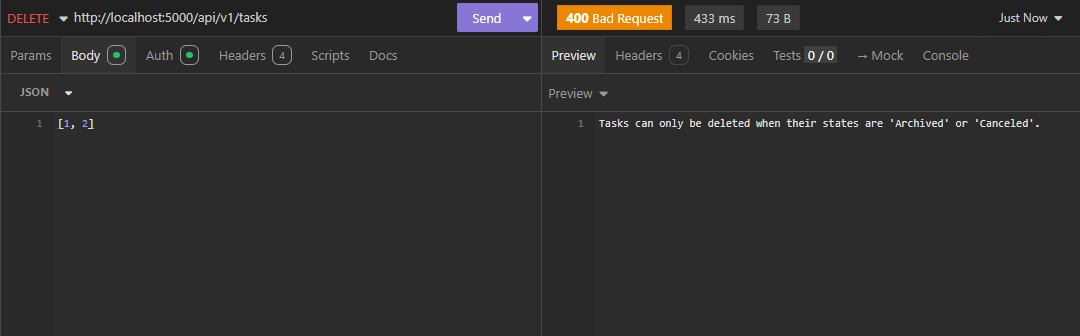 DELETE http://localhost:5000/api/v1/tasks Send 400 Bad Request 433 ms 73 B Just Now
Params Body Auth Headers 4 Scripts Docs Preview Headers 4 Cookies Tests 0 / 0 → Mock Console
JSON Preview
1 [1, 2] 1 Tasks can only be deleted when their states are 'Archived' or 'Canceled'.